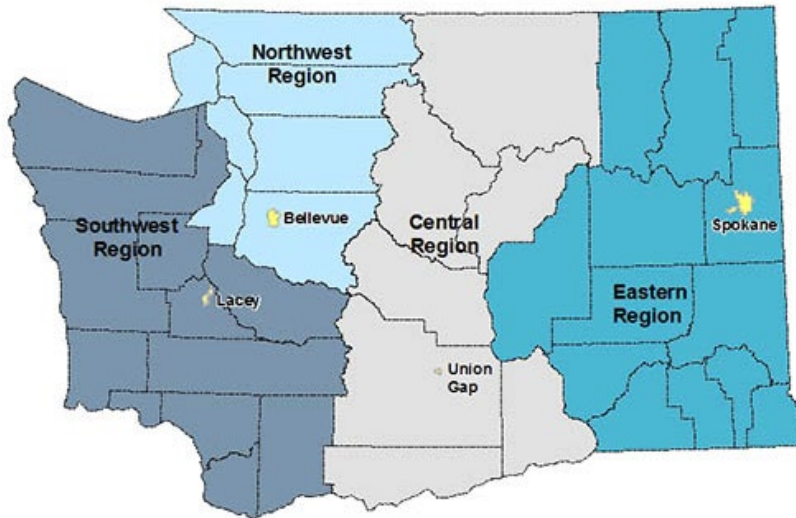 Northwest
Region
Southwest
Region
Bellevue
Central
Region
Spokane
Lacey
Eastern
Region
Union
Gap